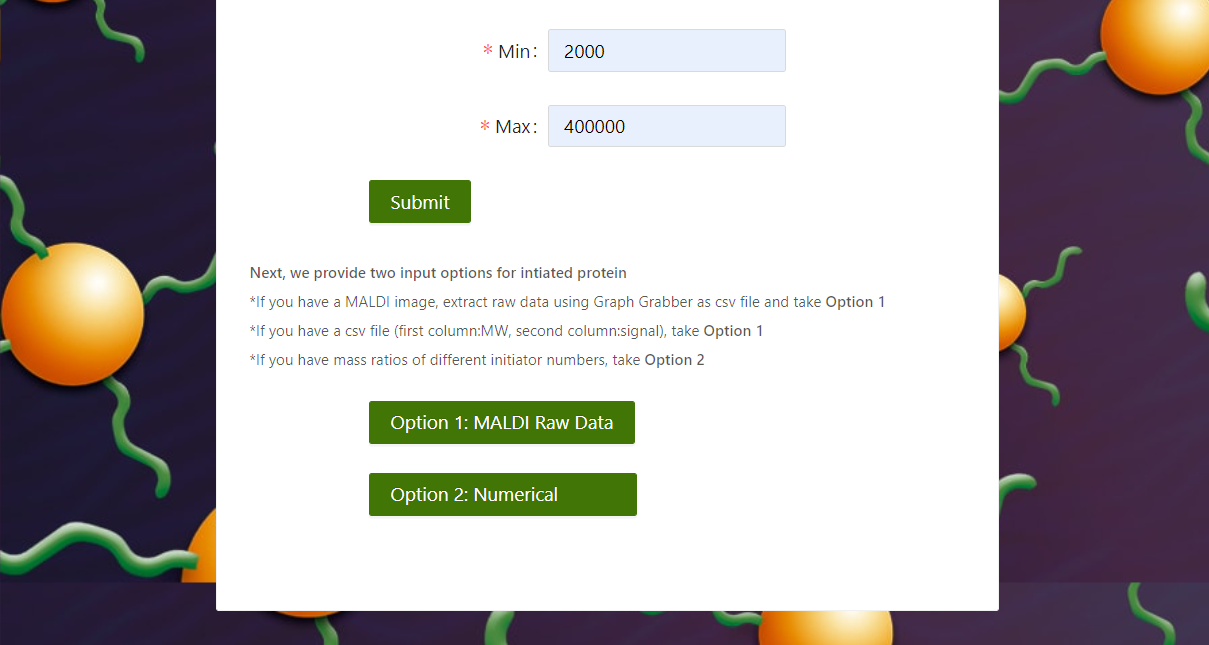 * Min:
2000
* Max:
400000
Submit
Next, we provide two input options for intiated protein
*If you have a MALDI image, extract raw data using Graph Grabber as csv file and take Option 1
*If you have a csv file (first column:MW, second column:signal), take Option 1
*If you have mass ratios of different initiator numbers, take Option 2
Option 1: MALDI Raw Data
Option 2: Numerical